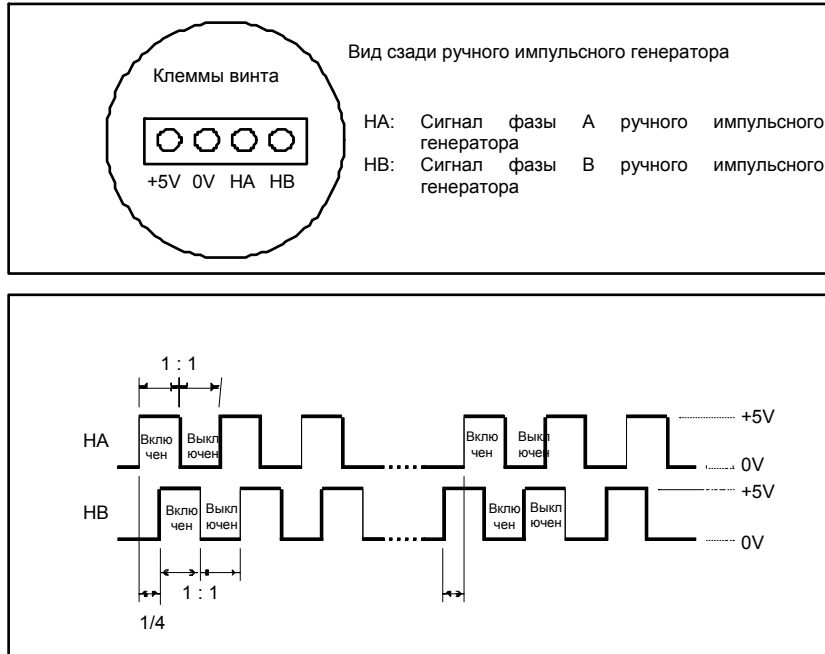 Вид сзади ручного импульсного генератора
Клеммы винта
+5V 0V HA HB
HA: Сигнал фазы А ручного импульсного
генератора
HB: Сигнал фазы В ручного импульсного
генератора
1 : 1
HA
Вклю
чен
Выкл
ючен
Вклю
чен
Выкл
ючен
+5V
0V
HB
Вклю
чен
Выкл
ючен
Вклю
чен
Выкл
ючен
+5V
0V
1 : 1
1/4